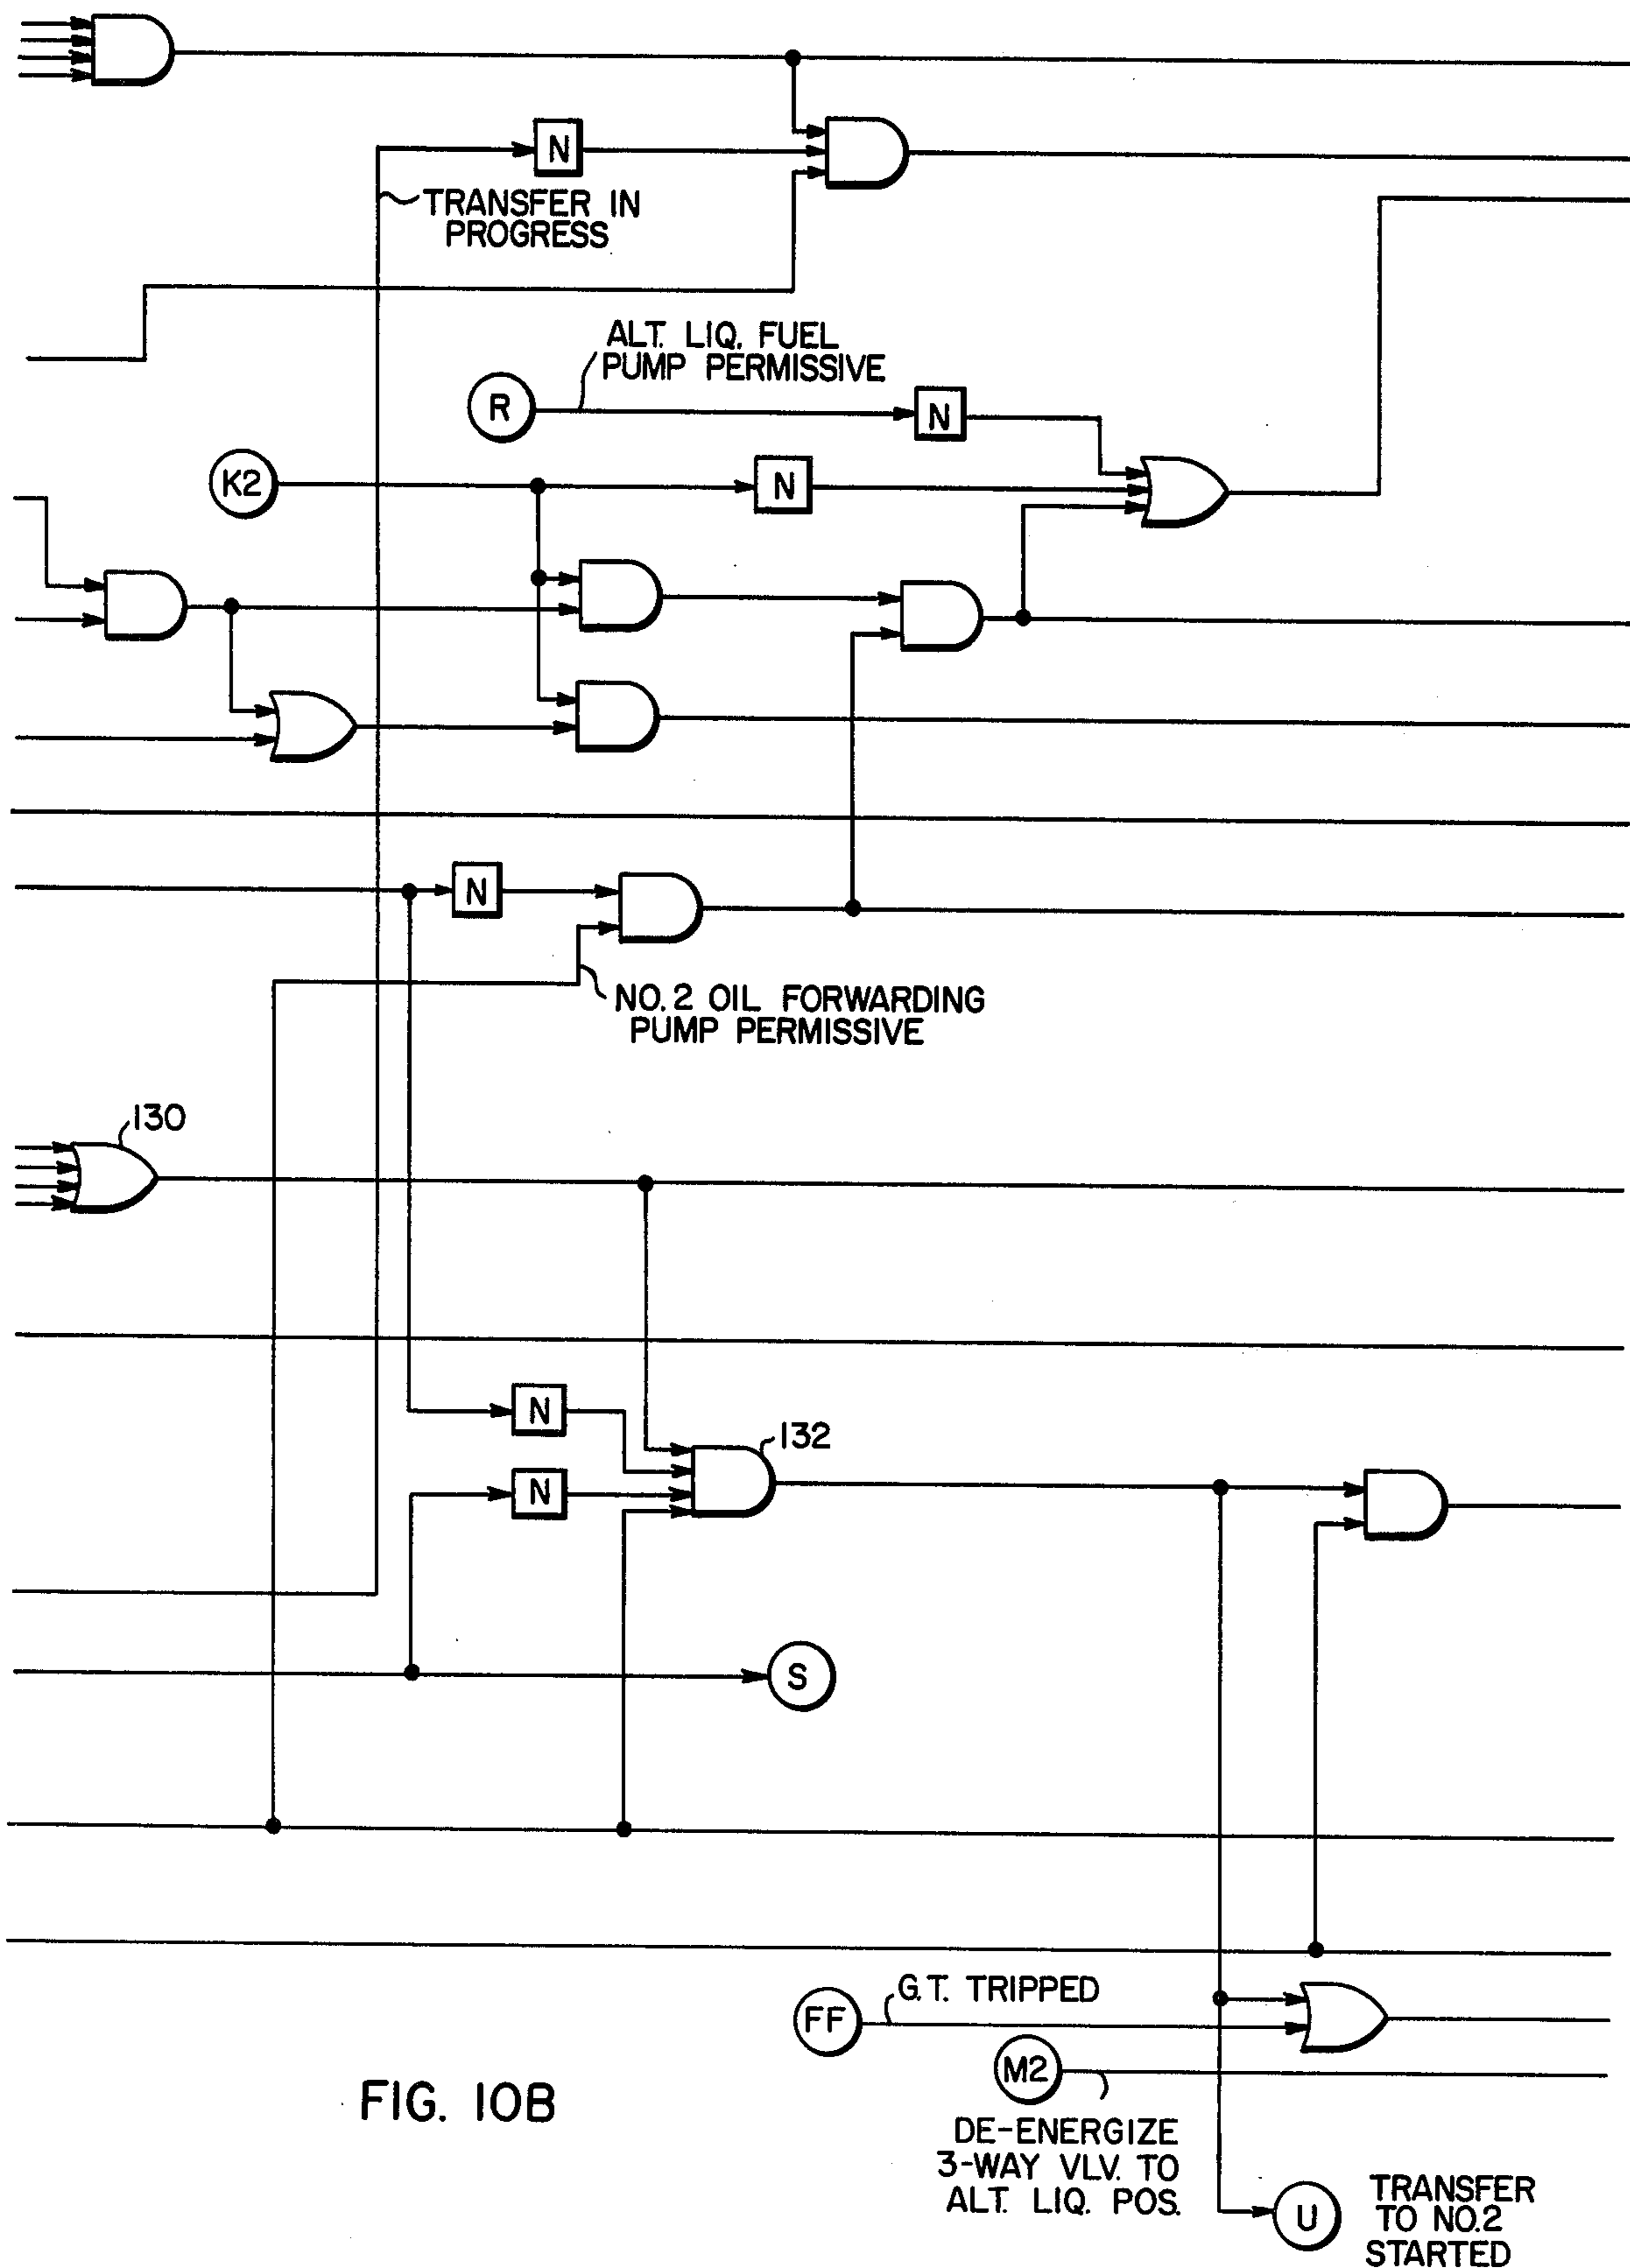 N
TRANSFER IN
PROGRESS
ALT. LIQ. FUEL
PUMP PERMISSIVE
R
N
K2
N
N
NO. 2 OIL FORWARDING
PUMP PERMISSIVE
130
N
132
N
S
G.T. TRIPPED
FF
M2
FIG. 10B
DE-ENERGIZE
3-WAY VLV. TO
ALT. LIQ. POS.
U
TRANSFER
TO NO.2
STARTED